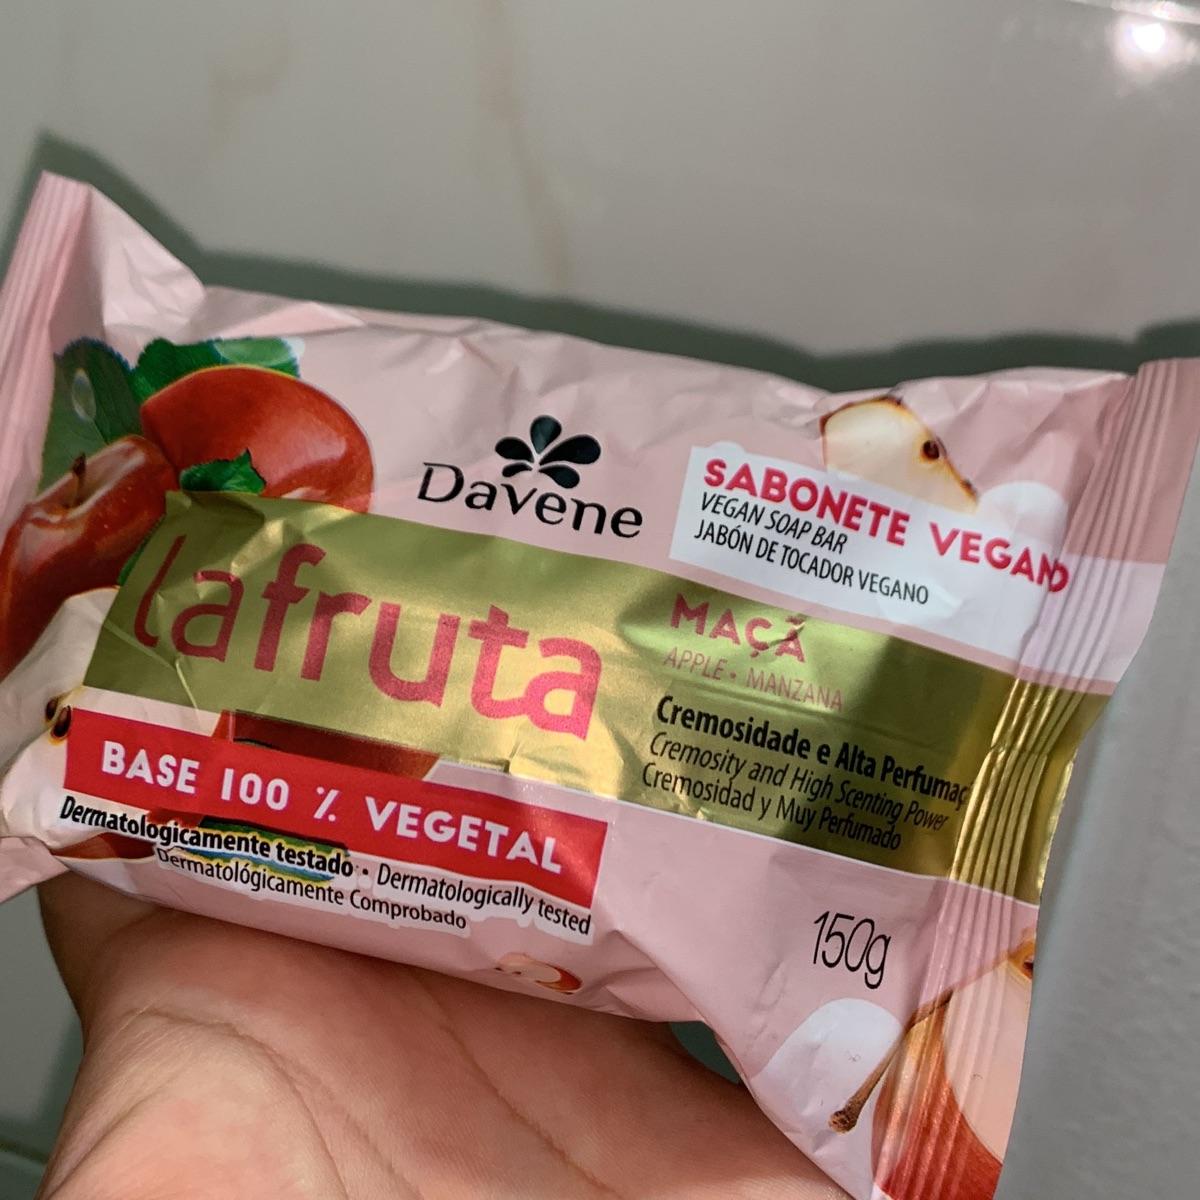 Davene
SABONETE VEGANO
VEGAN SOAP BAR
JABÓN DE TOCADOR VEGANO
lafruta
MAÇÃ
APPLE • MANZANA
Cremosidade e Alta
Cremosity and High Scenting Power
Cremosidad y Muy Perfumado
BASE 100 % VEGETAL
Dermatologicamente testado • Dermatologically tested
Dermatológicamente Comprobado
150g